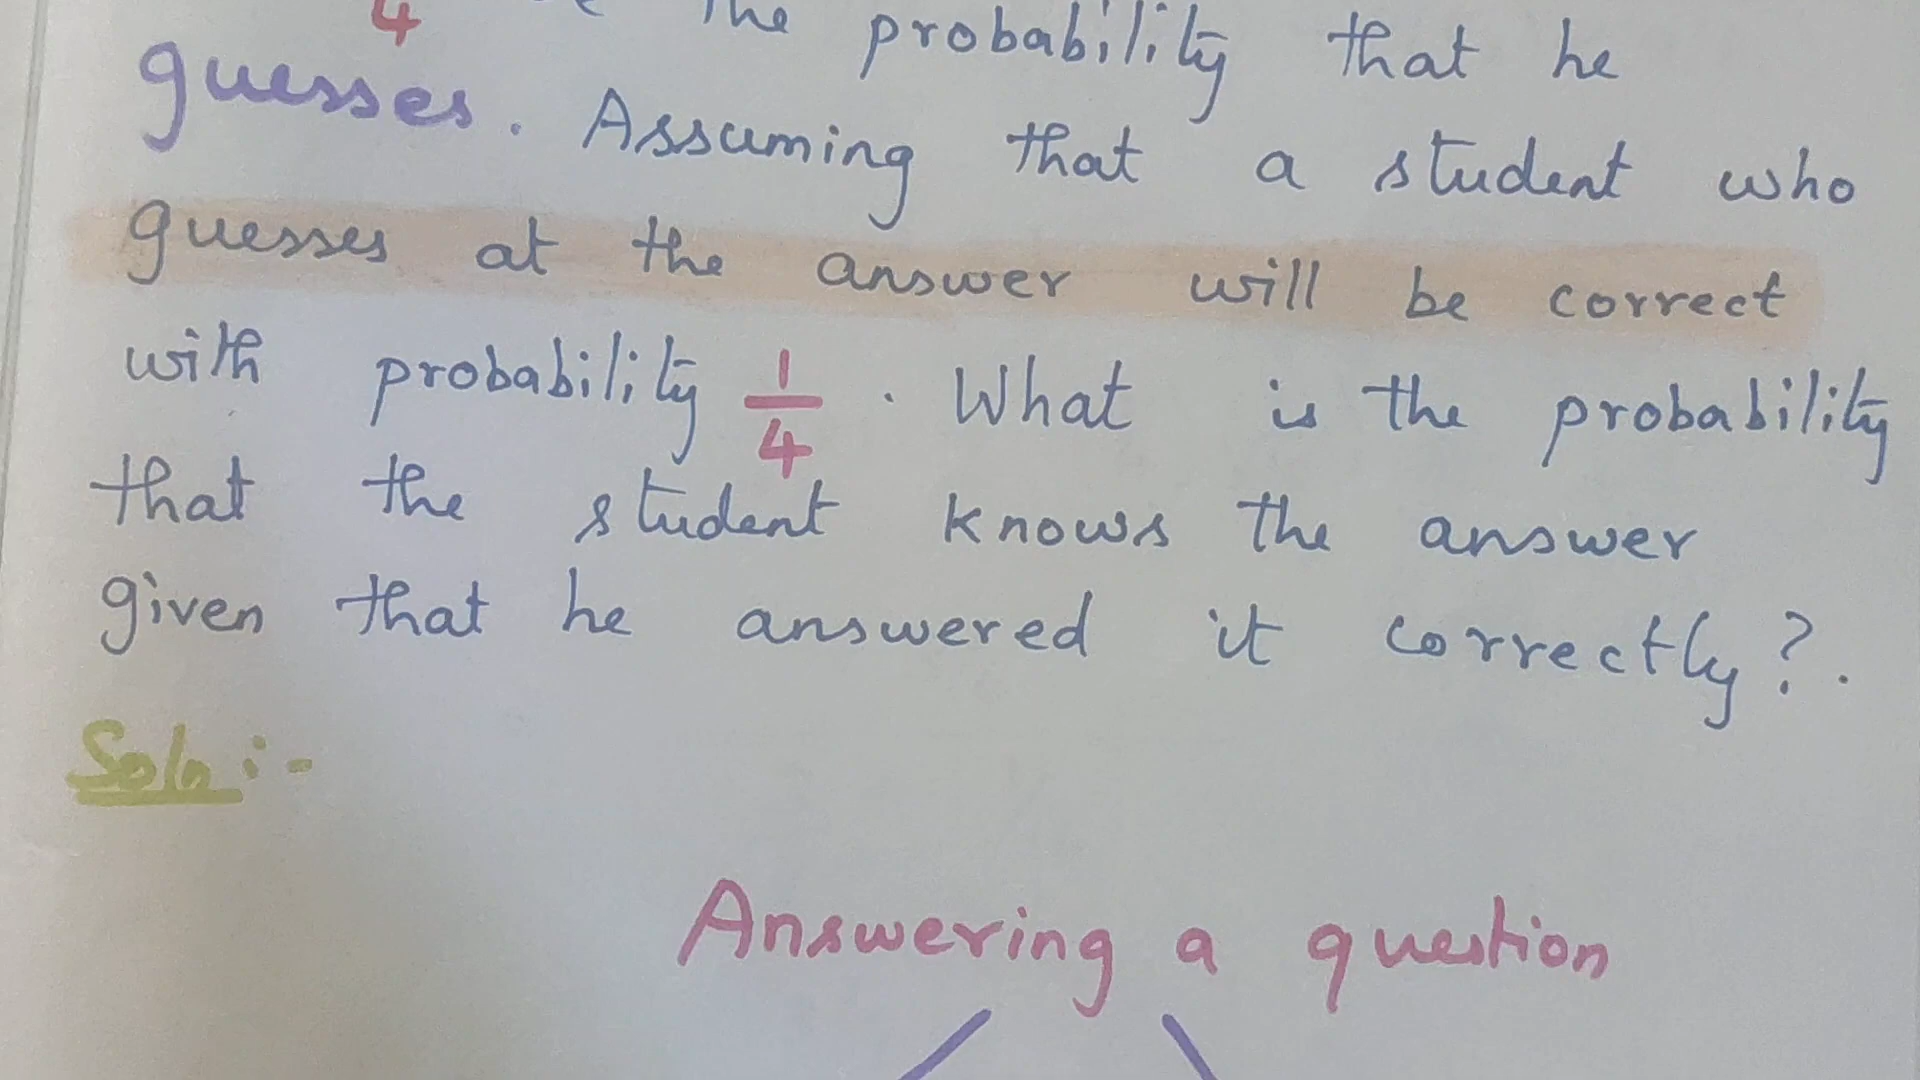 4 the probability that he
guesses. Assuming that a student who
guesses at the answer will be correct
with probability 1/4. What is the probability
that the student knows the answer
given that he answered it correctly?.
Soln:-
Answering a question